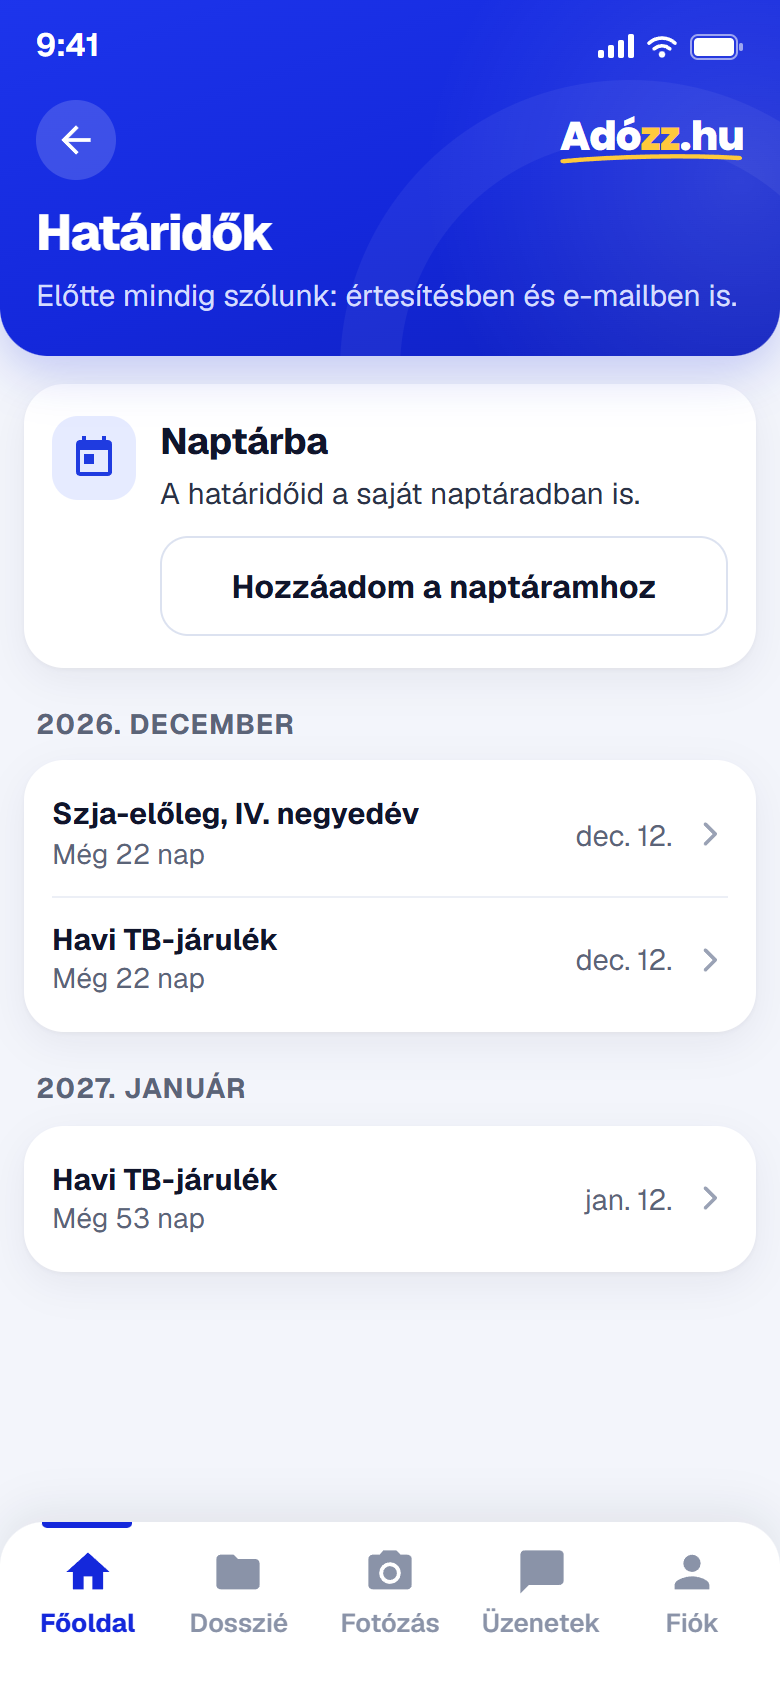 9:41
Adózz.hu
Határidők
Előtte mindig szólunk: értesítésben és e-mailben is.
Naptárba
A határidőid a saját naptáradban is.
Hozzáadom a naptáramhoz
2026. DECEMBER
Szja-előleg, IV. negyedév
Még 22 nap
dec. 12.
Havi TB-járulék
Még 22 nap
dec. 12.
2027. JANUÁR
Havi TB-járulék
Még 53 nap
jan. 12.
Főoldal
Dosszié
Fotózás
Üzenetek
Fiók